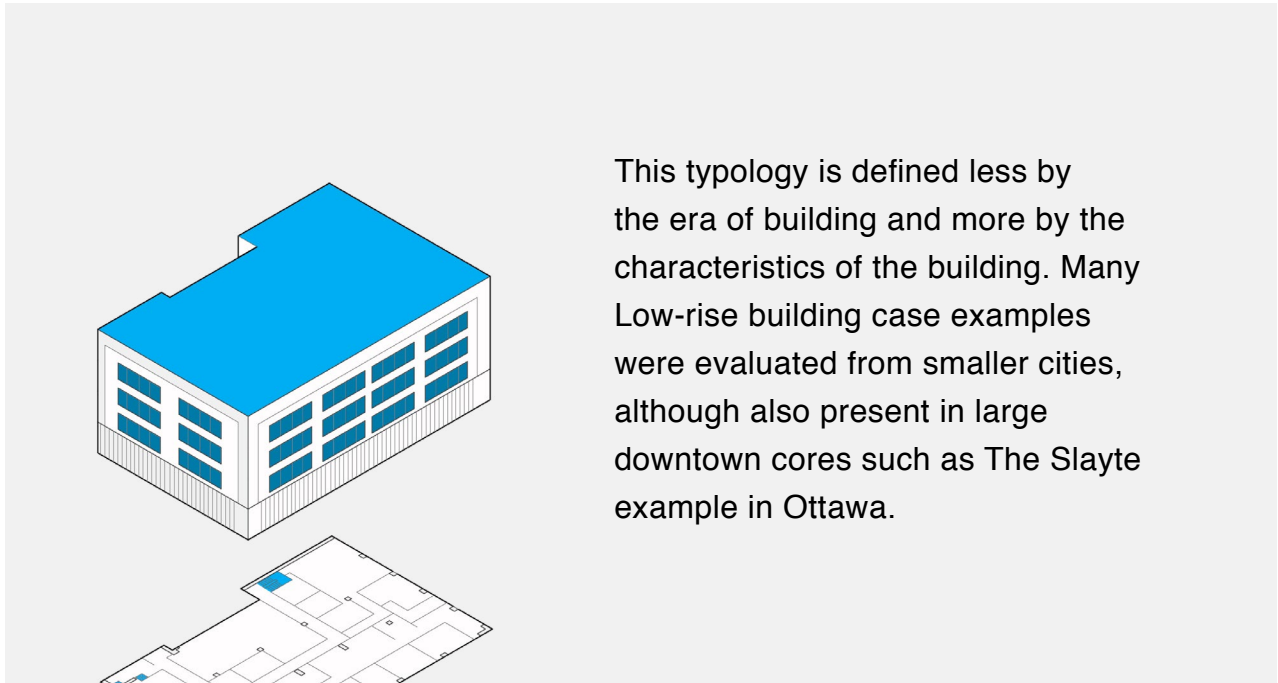 This typology is defined less by
the era of building and more by the
characteristics of the building. Many
Low-rise building case examples
were evaluated from smaller cities,
although also present in large
downtown cores such as The Slayte
example in Ottawa.